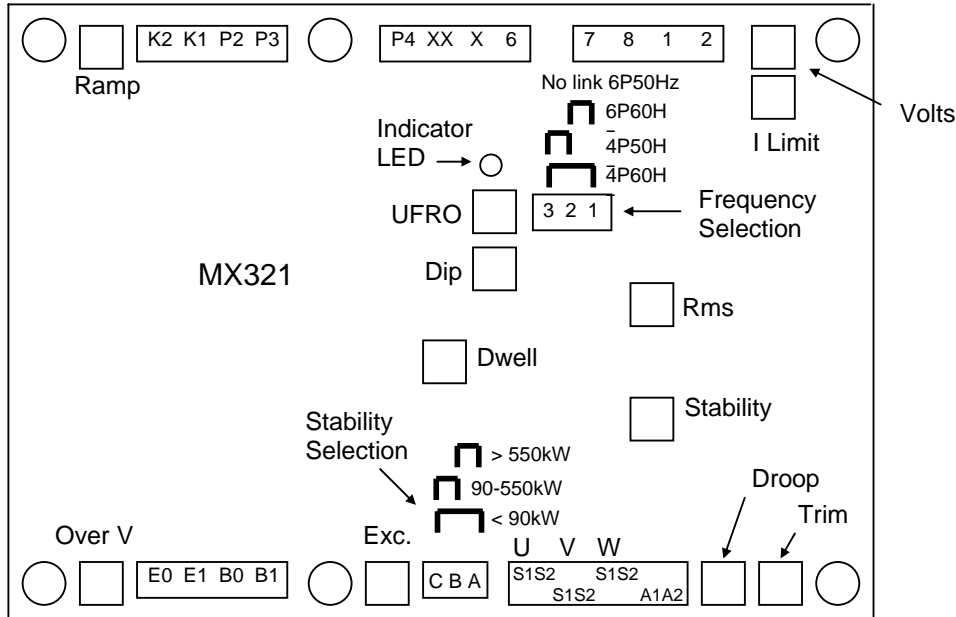 K2 K1 P2 P3
P4 XX X 6
7 8 1 2
Ramp
No link 6P50Hz
6P60H
Volts
Indicator
LED
4P50H
I Limit
4P60H
UFRO
3 2 1
Frequency
Selection
Dip
MX321
Rms
Dwell
Stability
Selection
Stability
> 550kW
90-550kW
< 90kW
Droop
Trim
Over V
Exc.
U V W
E0 E1 B0 B1
C B A
S1S2 S1S2
S1S2 A1A2